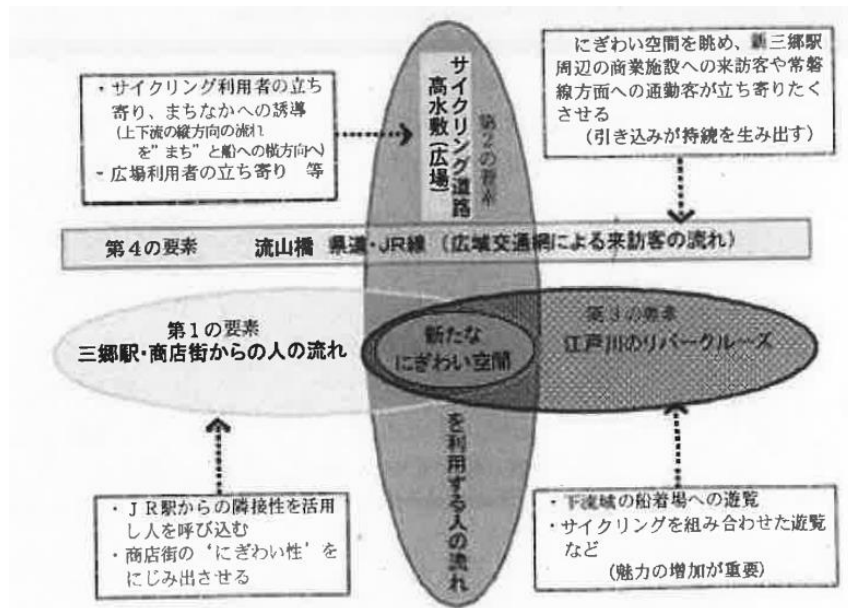 ・サイクリング利用者の立ち
寄り、まちなかへの誘導
(上下流の縦方向の流れ
を”まち”と船への横方向へ)
・広場利用者の立ち寄り 等
サイクリング道路
高水敷(広場)
第2の要素
にぎわい空間を眺め、新三郷駅
周辺の商業施設への来訪客や常磐
線方面への通勤客が立ち寄りたく
させる
(引き込みが持続を生み出す)
第4の要素 流山橋 県道・JR線 (広域交通網による来訪客の流れ)
第1の要素
三郷駅・商店街からの人の流れ
新たな
にぎわい空間
第3の要素
江戸川のリバークルーズ
を利用する人の流れ
・JR駅からの隣接性を活用
し人を呼び込む
・商店街の‘にぎわい性’を
にじみ出させる
・下流域の船着場への遊覧
・サイクリングを組み合わせた遊覧
など
(魅力の増加が重要)